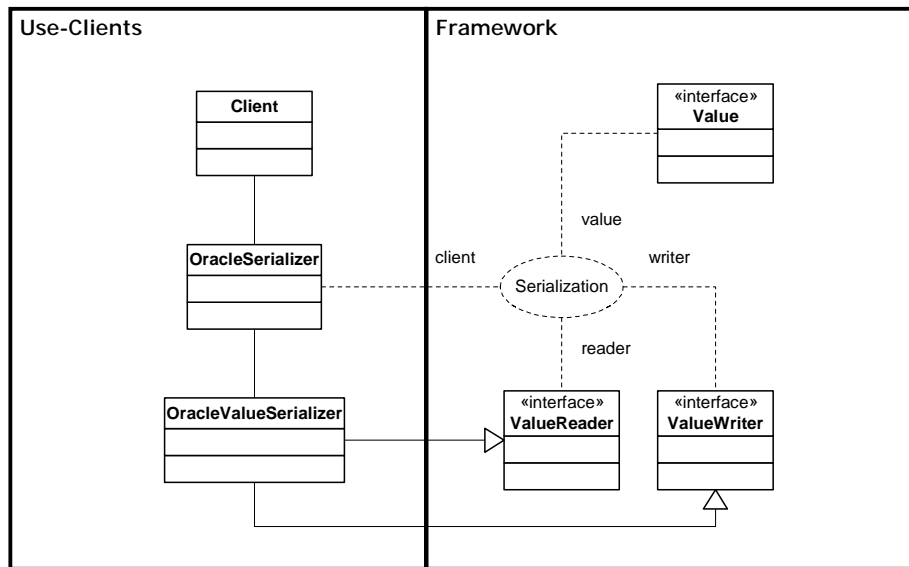 Use-Clients
Framework
Client
«interface»
Value
value
OracleSerializer
client
writer
Serialization
reader
OracleValueSerializer
«interface»
ValueReader
«interface»
ValueWriter